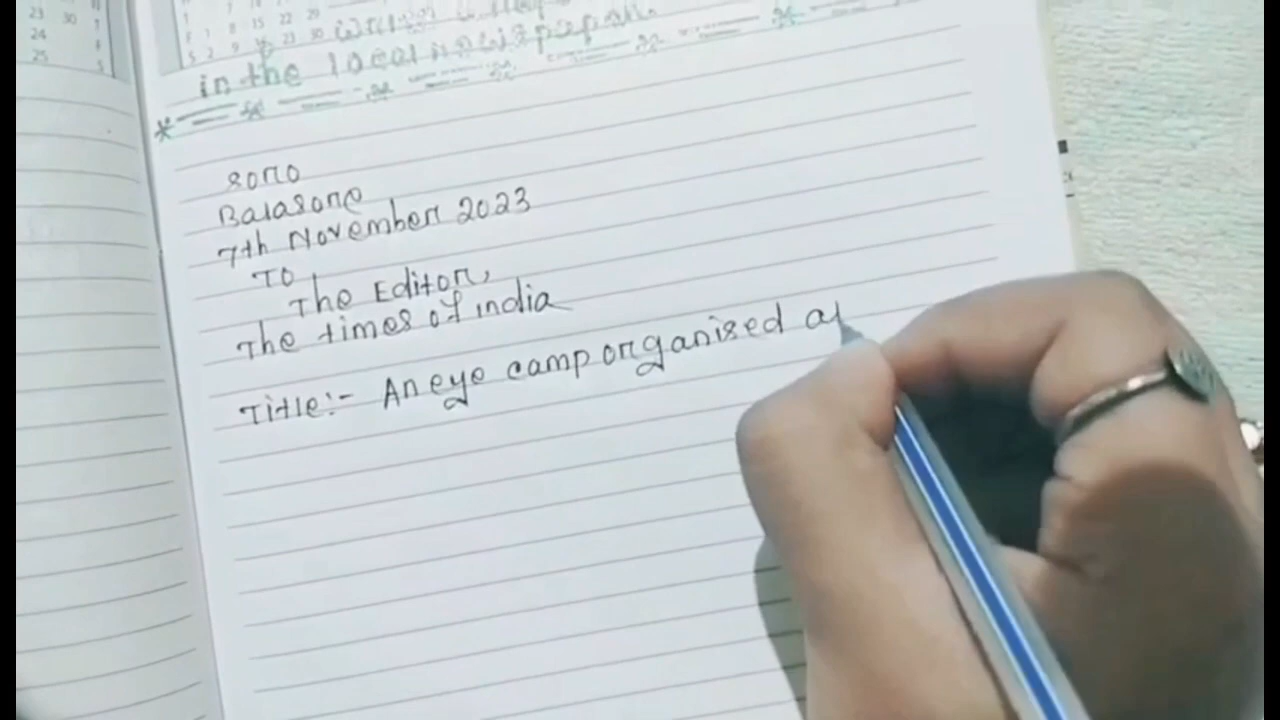 in the local newspaper.
Soro
Balasore
7th November 2023
To
The Editor,
The times of india
Title:- An eye camp organised at